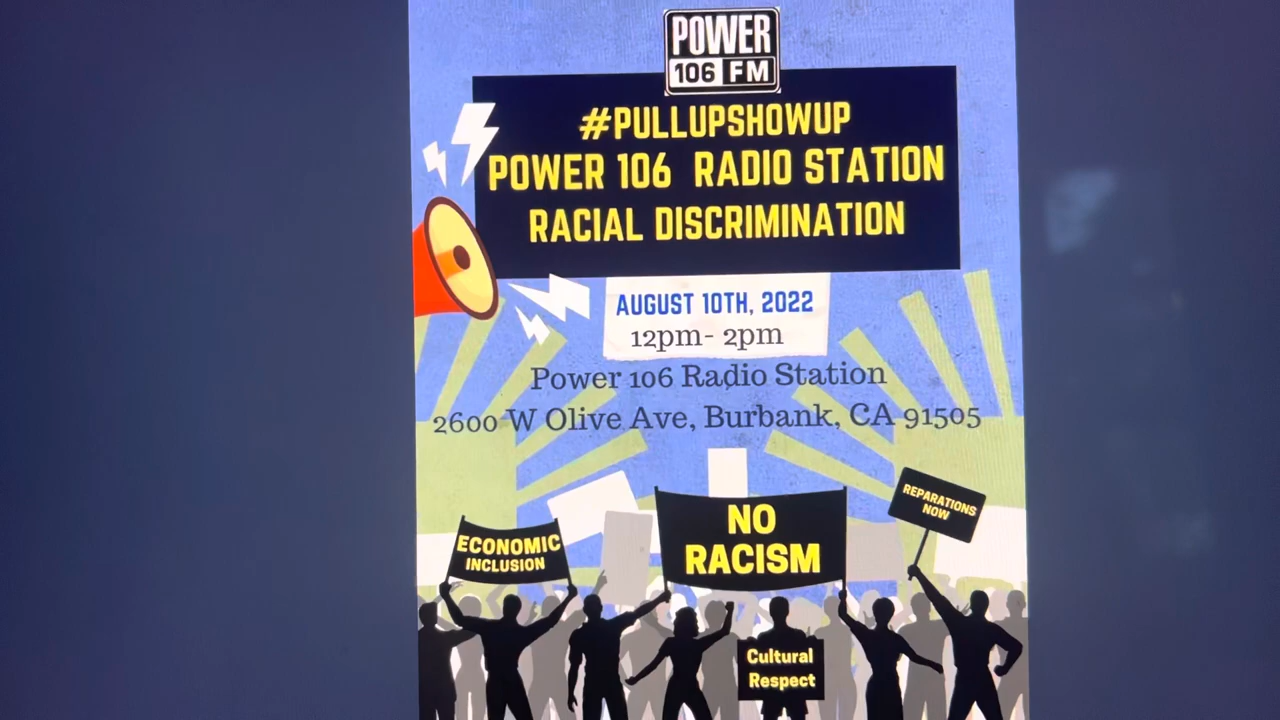 POWER
106 FM
#PULLUPSHOWUP
POWER 106 RADIO STATION
RACIAL DISCRIMINATION
AUGUST 10TH, 2022
12pm- 2pm
Power 106 Radio Station
2600 W Olive Ave, Burbank, CA 91505
REPARATIONS
NOW
NO
RACISM
ECONOMIC
INCLUSION
Cultural
Respect